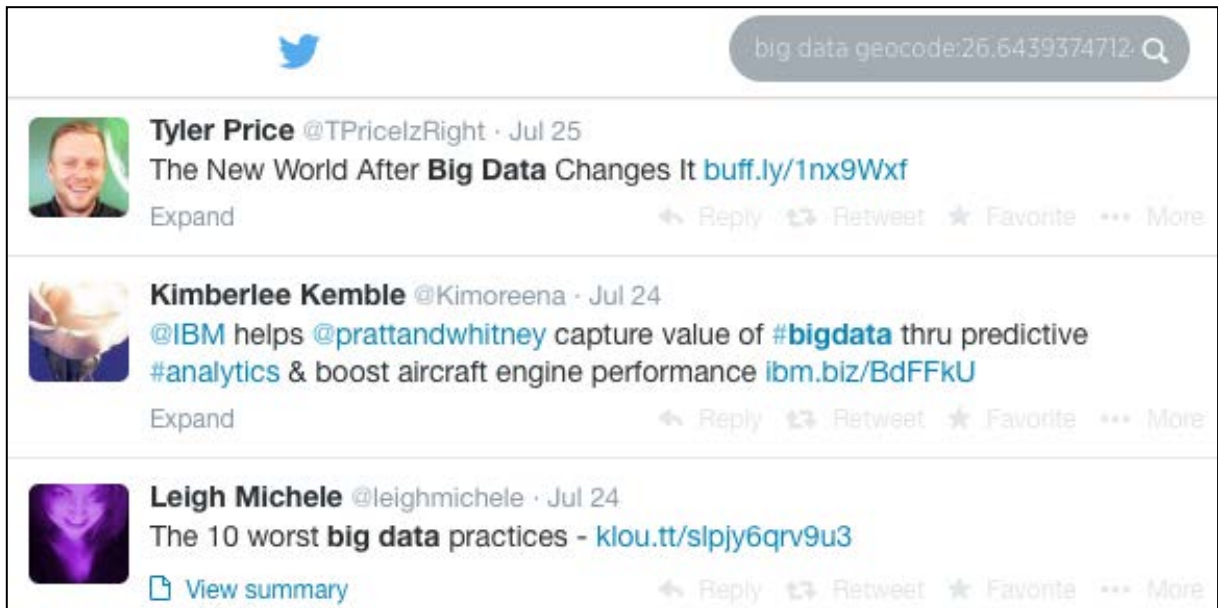 big data geocode:26.6439374712
Tyler Price @TPriceIzRight · Jul 25
The New World After Big Data Changes It buff.ly/1nx9Wxf
Expand Reply Retweet Favorite More
Kimberlee Kemble @Kimoreena · Jul 24
@IBM helps @prattandwhitney capture value of #bigdata thru predictive
#analytics & boost aircraft engine performance ibm.biz/BdFFkU
Expand Reply Retweet Favorite More
Leigh Michele @leighmichele · Jul 24
The 10 worst big data practices - klou.tt/slpjy6qrv9u3
View summary Reply Retweet Favorite More